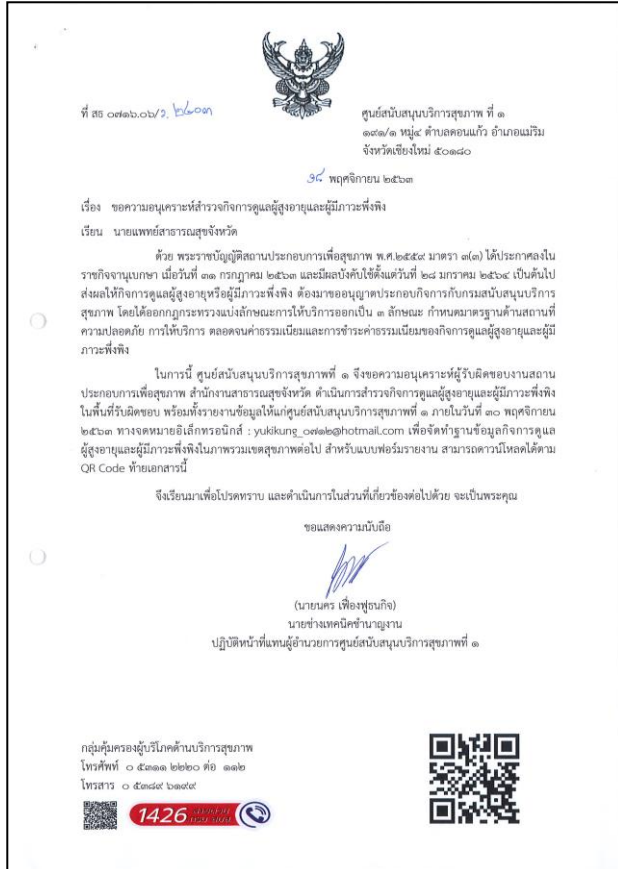 ที่ สธ ๐๗๑๖.๐๖/ว. ๒๔๐๓
ศูนย์สนับสนุนบริการสุขภาพ ที่ ๑
๑๙๑/๑ หมู่๔ ตำบลดอนแก้ว อำเภอแม่ริม
จังหวัดเชียงใหม่ ๕๐๑๘๐
พฤศจิกายน ๒๕๖๓
เรื่อง ขอความอนุเคราะห์สำรวจกิจการดูแลผู้สูงอายุและผู้มีภาวะพึ่งพิง
เรียน นายแพทย์สาธารณสุขจังหวัด
ด้วย พระราชบัญญัติสถานประกอบการเพื่อสุขภาพ พ.ศ.๒๕๕๙ มาตรา ๓(๓) ได้ประกาศลงใน
ราชกิจจานุเบกษา เมื่อวันที่ ๓๑ กรกฎาคม ๒๕๖๓ และมีผลบังคับใช้ตั้งแต่วันที่ ๒๘ มกราคม ๒๕๖๔ เป็นต้นไป
ส่งผลให้กิจการดูแลผู้สูงอายุหรือผู้มีภาวะพึ่งพิง ต้องมาขออนุญาตประกอบกิจการกับกรมสนับสนุนบริการ
สุขภาพ โดยได้ออกกฎกระทรวงแบ่งลักษณะการให้บริการออกเป็น ๓ ลักษณะ กำหนดมาตรฐานด้านสถานที่
ความปลอดภัย การให้บริการ ตลอดจนค่าธรรมเนียมและการชำระค่าธรรมเนียมของกิจการดูแลผู้สูงอายุและผู้มี
ภาวะพึ่งพิง
ในการนี้ ศูนย์สนับสนุนบริการสุขภาพที่ ๑ จึงขอความอนุเคราะห์ผู้รับผิดชอบงานสถาน
ประกอบการเพื่อสุขภาพ สำนักงานสาธารณสุขจังหวัด ดำเนินการสำรวจกิจการดูแลผู้สูงอายุและผู้มีภาวะพึ่งพิง
ในพื้นที่รับผิดชอบ พร้อมทั้งรายงานข้อมูลให้แก่ศูนย์สนับสนุนบริการสุขภาพที่ ๑ ภายในวันที่ ๓๐ พฤศจิกายน
๒๕๖๓ ทางจดหมายอิเล็กทรอนิกส์ : yukikung_๐๗๑๒@hotmail.com เพื่อจัดทำฐานข้อมูลกิจการดูแล
ผู้สูงอายุและผู้มีภาวะพึ่งพิงในภาพรวมเขตสุขภาพต่อไป สำหรับแบบฟอร์มรายงาน สามารถดาวน์โหลดได้ตาม
QR Code ท้ายเอกสารนี้
จึงเรียนมาเพื่อโปรดทราบ และดำเนินการในส่วนที่เกี่ยวข้องต่อไปด้วย จะเป็นพระคุณ
ขอแสดงความนับถือ
(นายนคร เฟื่องฟูธนกิจ)
นายช่างเทคนิคชำนาญงาน
ปฏิบัติหน้าที่แทนผู้อำนวยการศูนย์สนับสนุนบริการสุขภาพที่ ๑
กลุ่มคุ้มครองผู้บริโภคด้านบริการสุขภาพ
โทรศัพท์ ๐ ๕๓๑๑ ๒๒๒๐ ต่อ ๑๑๒
โทรสาร ๐ ๕๓๘๙ ๖๑๙๙
1426